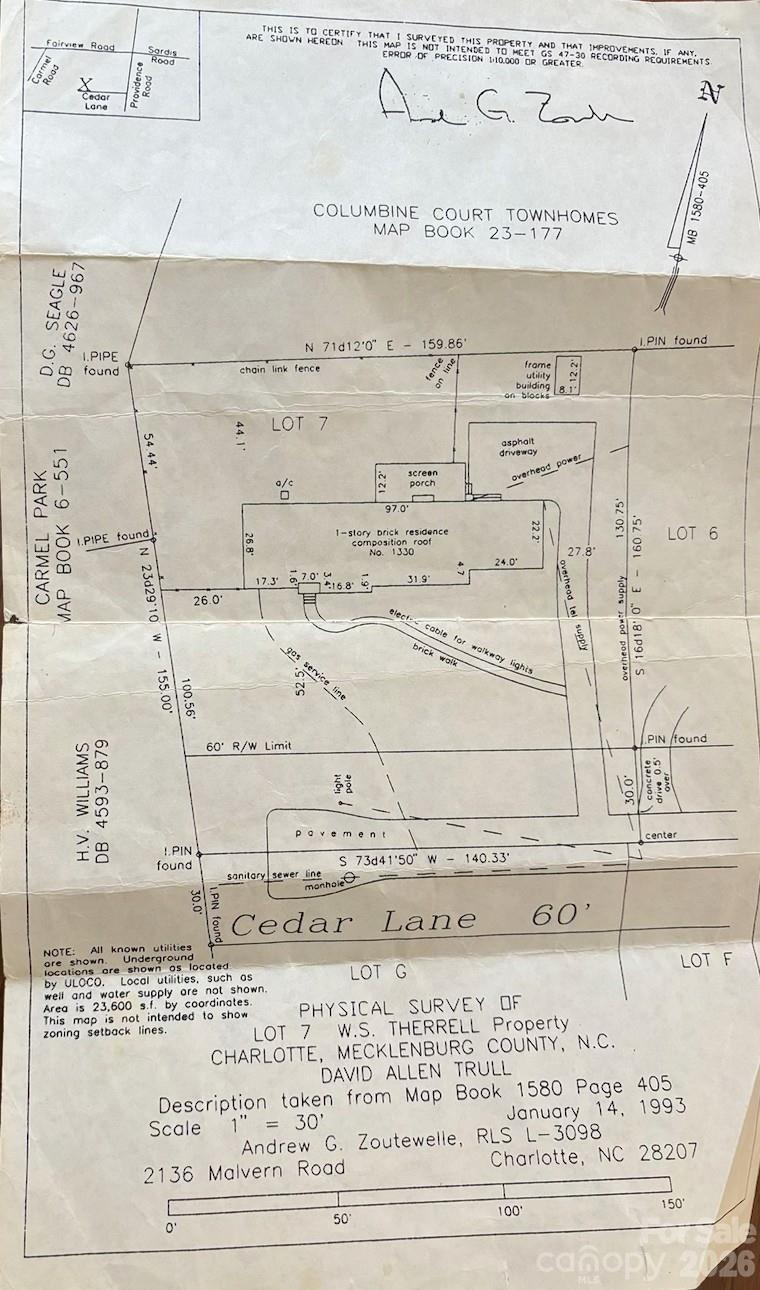 THIS IS TO CERTIFY THAT I SURVEYED THIS PROPERTY AND THAT IMPROVEMENTS, IF ANY,
ARE SHOWN HEREON THIS MAP IS NOT INTENDED TO MEET GS 47-30 RECORDING REQUIREMENTS.
ERROR OF PRECISION 1:10,000 OR GREATER.
Fairview Road
Sardis
Road
Carmel
Road
Providence
Road
X
Cedar
Lane
N
MB 1580-405
COLUMBINE COURT TOWNHOMES
MAP BOOK 23-177
D.G. SEAGLE
DB 4626-967
I.PIPE
found
N 71d12'0" E - 159.86'
I.PIN found
chain link fence
fence
on line
frame
utility
building
on blocks
12.2'
8.1'
54.44'
44.1'
LOT 7
asphalt
driveway
overhead power
a/c
12.2'
screen
porch
97.0'
CARMEL PARK
MAP BOOK 6-551
I.PIPE found
26.8'
1-story brick residence
composition roof
No. 1330
22.2'
27.8'
130.75'
LOT 6
17.3'
1.6'
7.0'
3.4'
16.8'
1.9'
31.9'
4.7'
24.0'
26.0'
overhead tel supply
overhead power supply
S 16d18'0" E - 160.75'
N 23d29'10" W - 155.00'
electric cable for walkway lights
brick walk
gas service line
52.5'
100.56'
60' R/W Limit
I.PIN found
H.V. WILLIAMS
DB 4593-879
light
pole
30.0'
concrete
drive 0.5'
over
pavement
center
I.PIN
found
S 73d41'50" W - 140.33'
sanitary sewer line
manhole
30.0'
I.PIN found
Cedar Lane 60'
NOTE: All known utilities
are shown. Underground
locations are shown as located
by ULOCO. Local utilities, such as
well and water supply are not shown.
Area is 23,600 s.f. by coordinates.
This map is not intended to show
zoning setback lines.
LOT G
LOT F
PHYSICAL SURVEY OF
LOT 7 W.S. THERRELL Property
CHARLOTTE, MECKLENBURG COUNTY, N.C.
DAVID ALLEN TRULL
Description taken from Map Book 1580 Page 405
Scale 1" = 30'
January 14, 1993
Andrew G. Zoutewelle, RLS L-3098
2136 Malvern Road
Charlotte, NC 28207
0'
50'
100'
150'
For Sale
canopy 2026
MLS